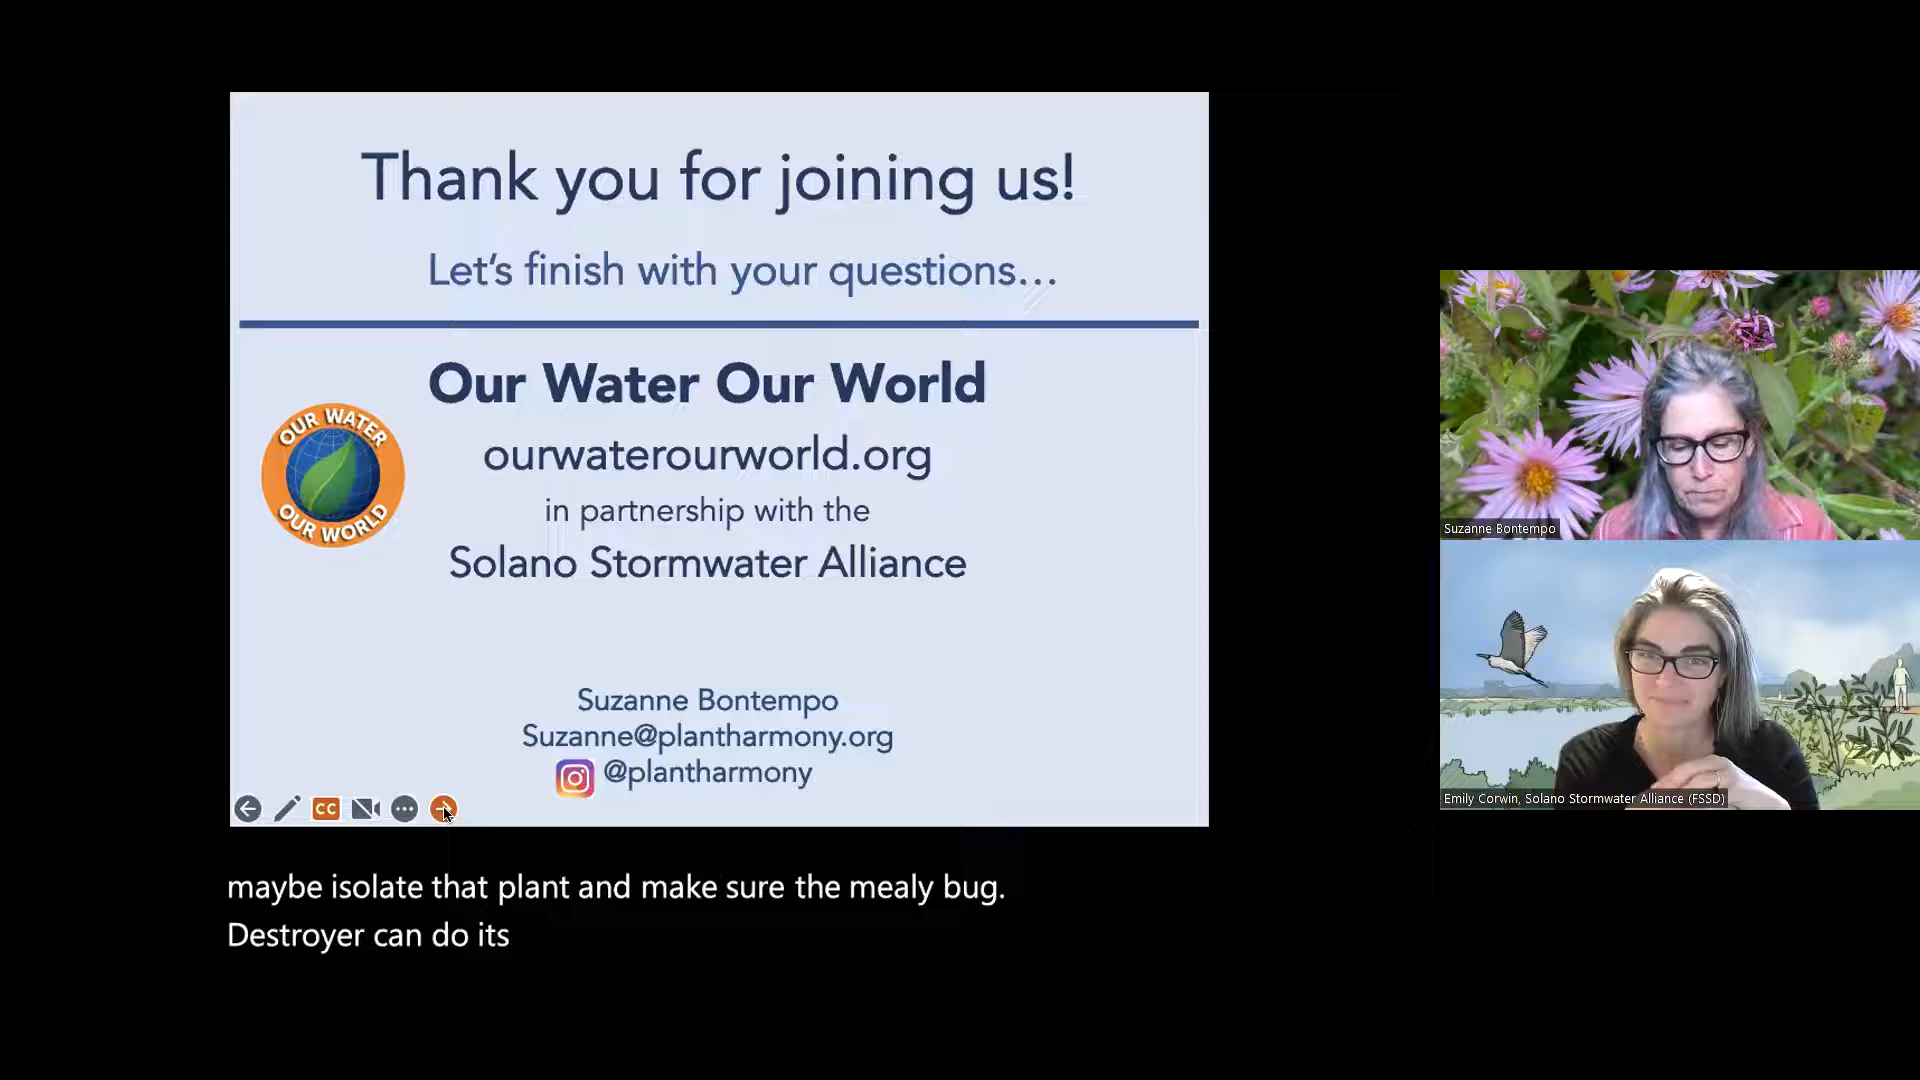 Thank you for joining us!
Let's finish with your questions...
Our Water Our World
OUR WATER
OUR WORLD
ourwaterourworld.org
in partnership with the
Solano Stormwater Alliance
Suzanne Bontempo
Suzanne@plantharmony.org
@plantharmony
CC
maybe isolate that plant and make sure the mealy bug.
Destroyer can do its
Suzanne Bontempo
Emily Corwin, Solano Stormwater Alliance (FSSD)